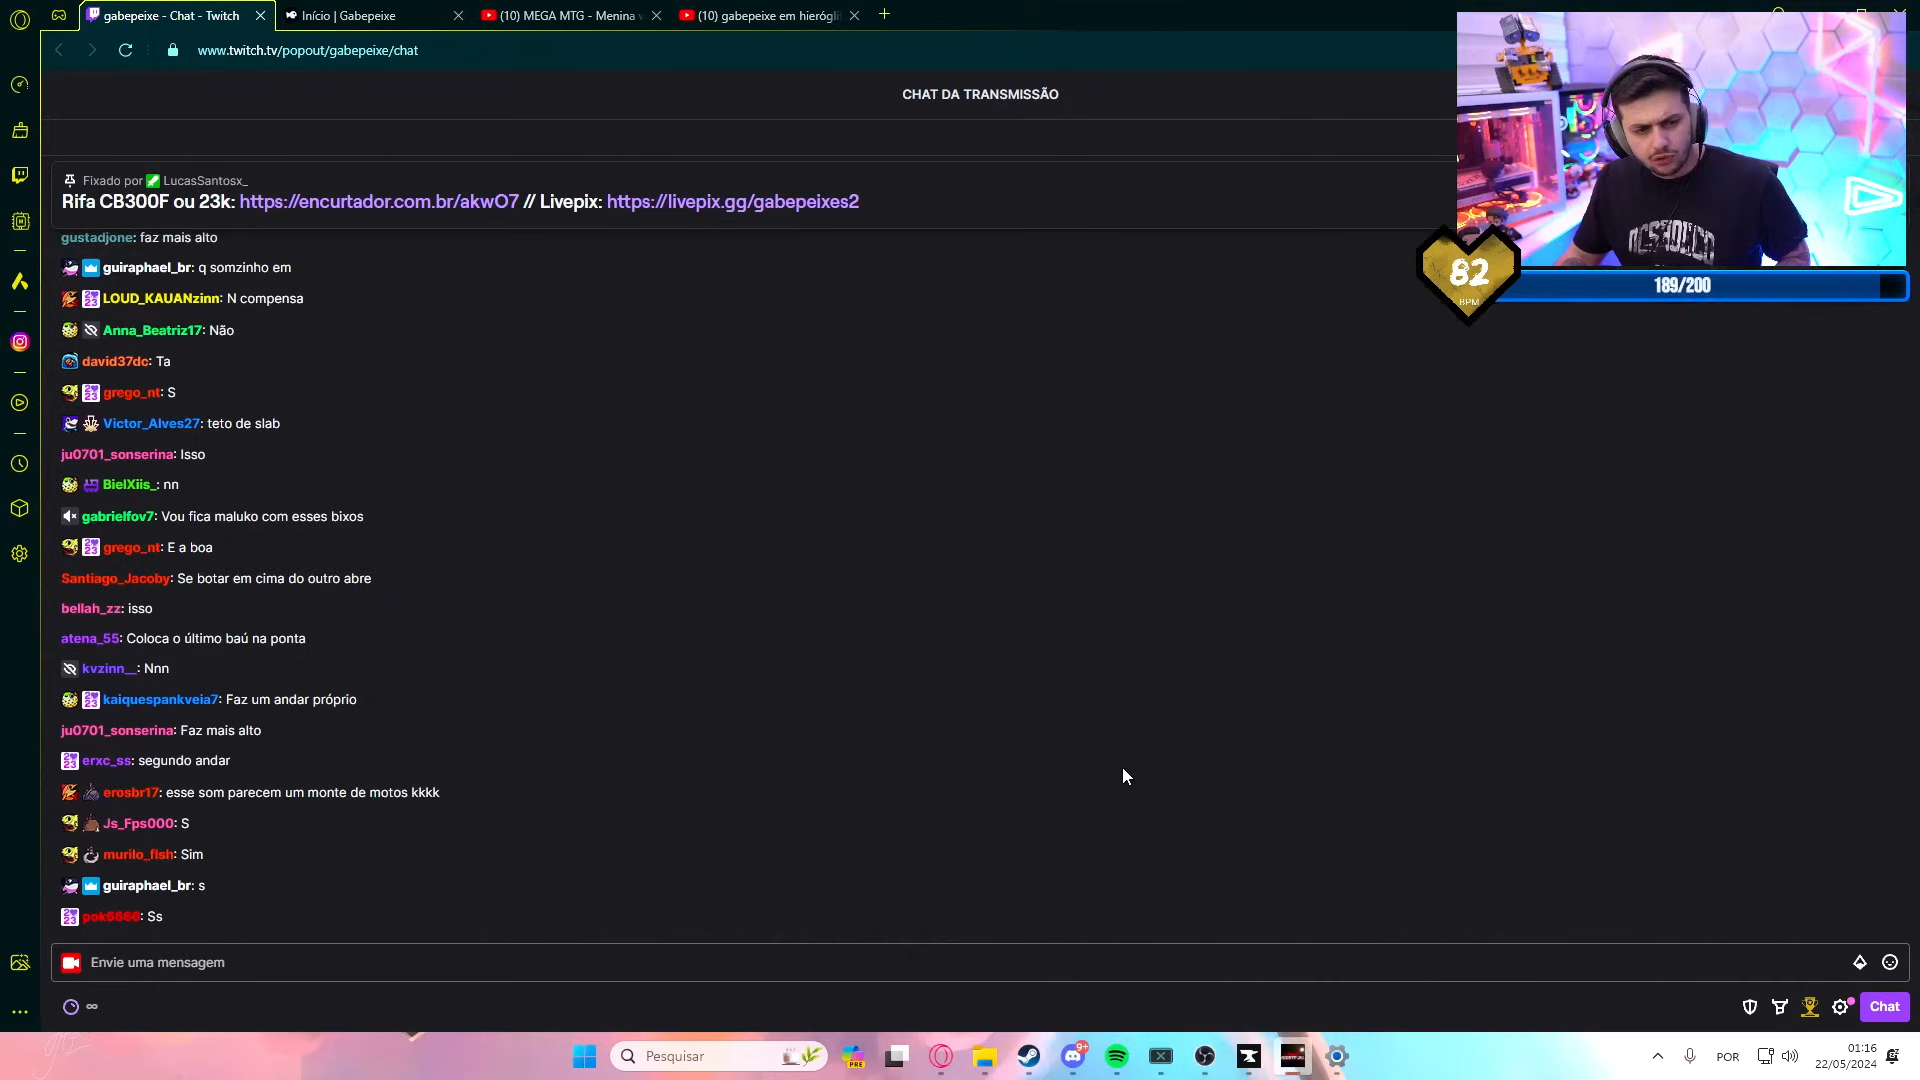 gabepeixe - Chat - Twitch
Início | Gabepeixe
(10) MEGA MTG - Menina
(10) gabepeixe em hierógli
www.twitch.tv/popout/gabepeixe/chat
CHAT DA TRANSMISSÃO
Fixado por LucasSantosx_
Rifa CB300F ou 23k: https://encurtador.com.br/akwO7 // Livepix: https://livepix.gg/gabepeixes2
gustadjone: faz mais alto
guiraphael_br: q somzinho em
LOUD_KAUANzinn: N compensa
Anna_Beatriz17: Não
david37dc: Ta
grego_nt: S
Victor_Alves27: teto de slab
ju0701_sonserina: Isso
BielXiis_: nn
gabrielfov7: Vou fica maluko com esses bixos
grego_nt: E a boa
Santiago_Jacoby: Se botar em cima do outro abre
bellah_zz: isso
atena_55: Coloca o último baú na ponta
kvzinn__: Nnn
kaiquespankveia7: Faz um andar próprio
ju0701_sonserina: Faz mais alto
erxc_ss: segundo andar
erosbr17: esse som parecem um monte de motos kkkk
Js_Fps000: S
murilo_fish: Sim
guiraphael_br: s
pok6666: Ss
82
BPM
189/200
Envie uma mensagem
∞
Chat
Pesquisar
PRE
9+
POR
01:16
22/05/2024